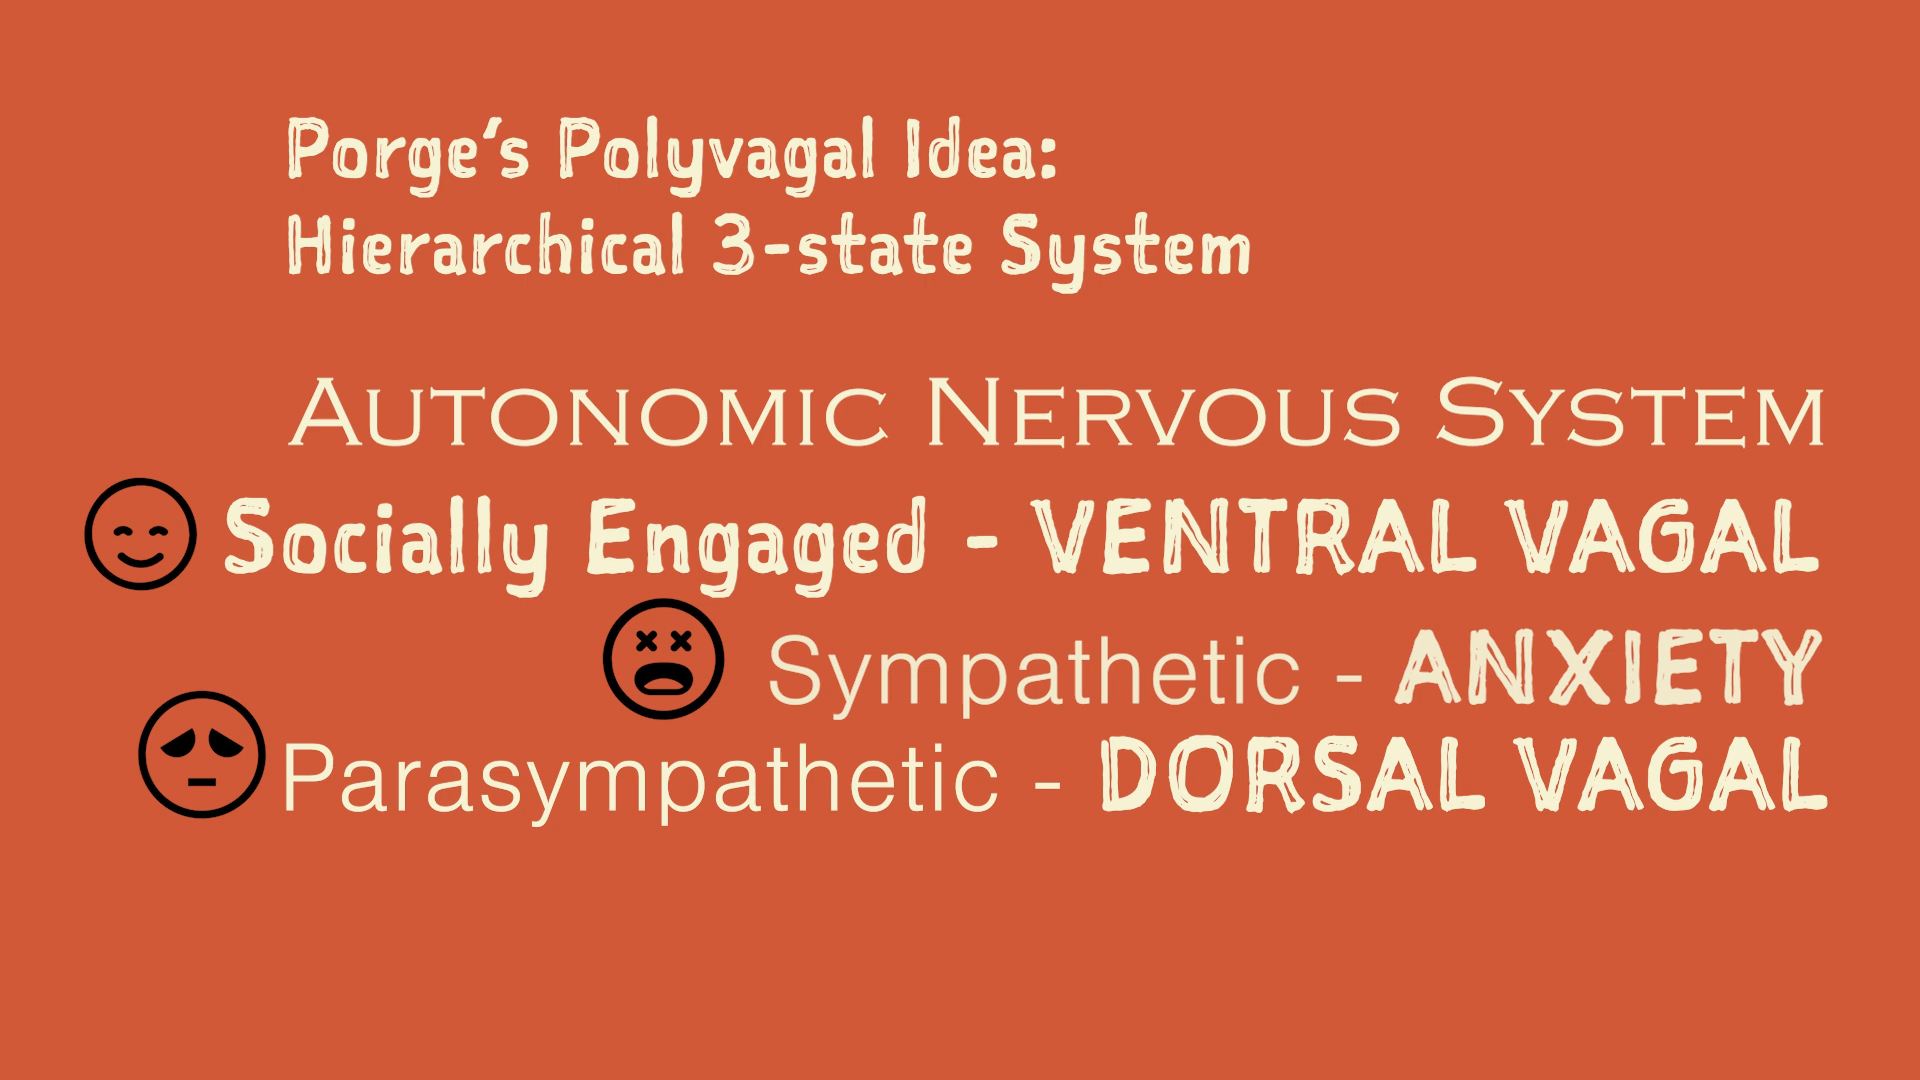 Porge‘s Polyvagal Idea:
Hierarchical 3-state System
AUTONOMIC NERVOUS SYSTEM
Socially Engaged - VENTRAL VAGAL
Sympathetic - ANXIETY
Parasympathetic - DORSAL VAGAL